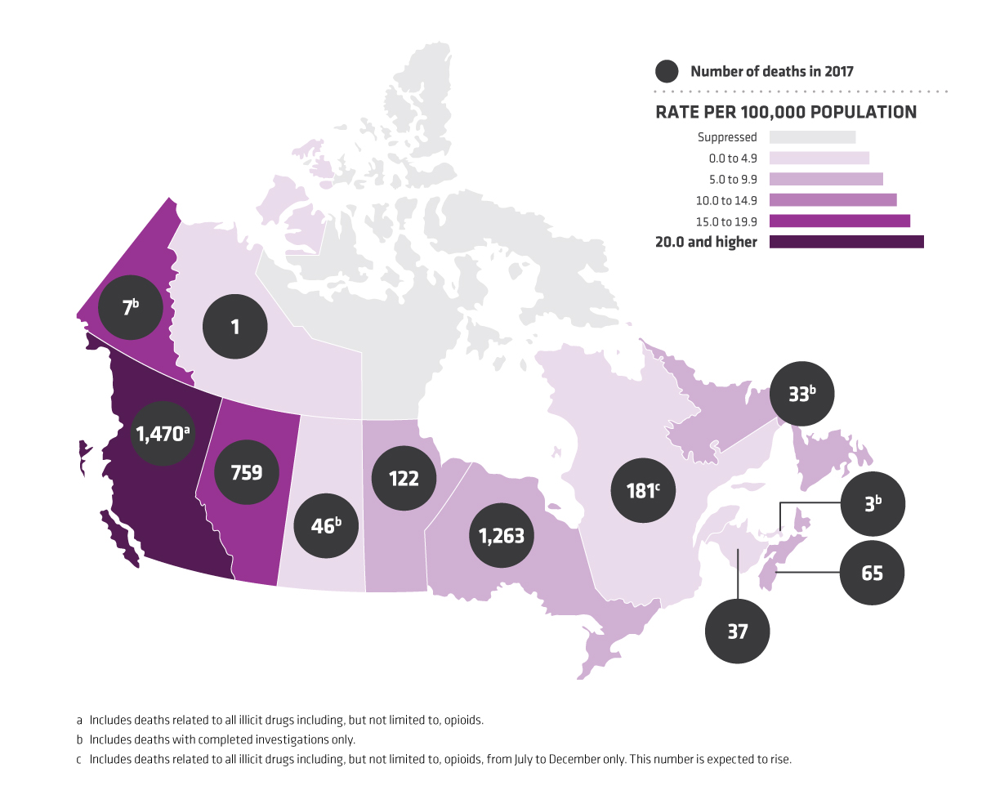 Number of deaths in 2017
RATE PER 100,000 POPULATION
Suppressed
0.0 to 4.9
5.0 to 9.9
10.0 to 14.9
15.0 to 19.9
20.0 and higher
7b
1
33b
1,470a
759
122
181c
46b
1,263
3b
65
37
a Includes deaths related to all illicit drugs including, but not limited to, opioids.
b Includes deaths with completed investigations only.
c Includes deaths related to all illicit drugs including, but not limited to, opioids, from July to December only. This number is expected to rise.